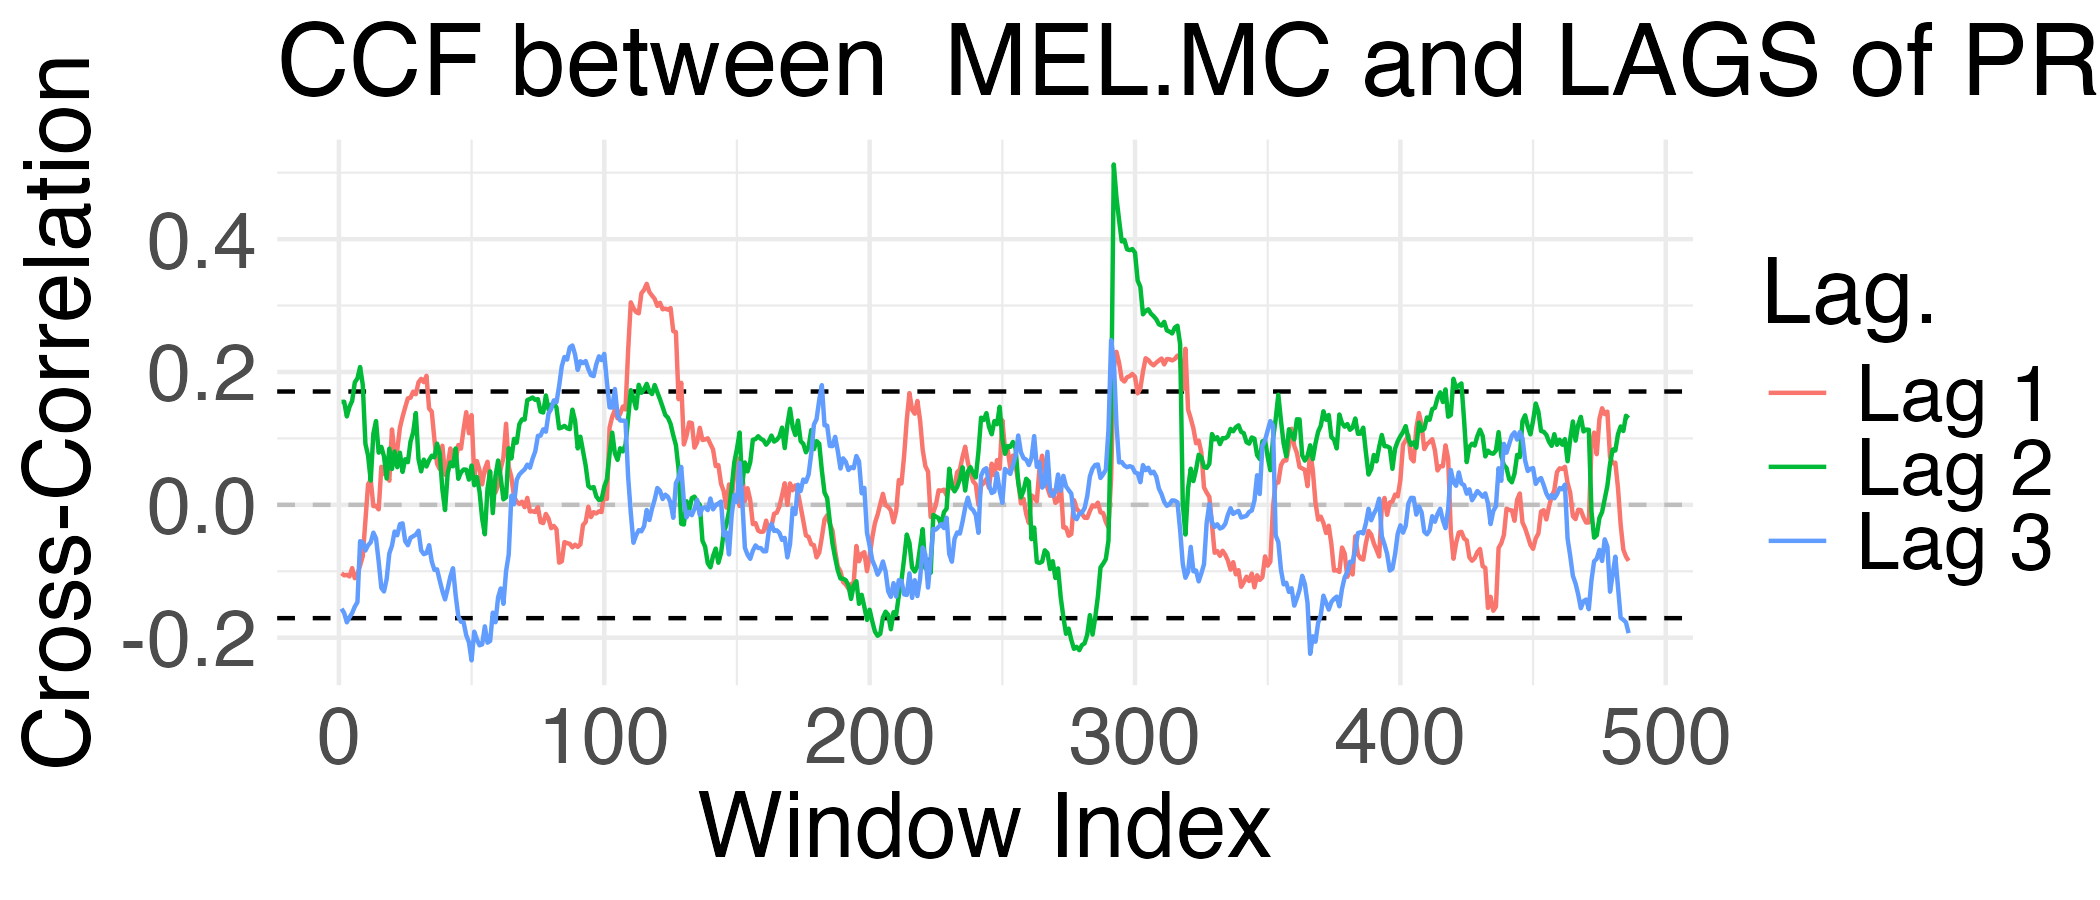 CCF between MEL.MC and LAGS of PR
Cross-Correlation
0.4
0.2
0.0
-0.2
0 100 200 300 400 500
Window Index
Lag.
Lag 1
Lag 2
Lag 3